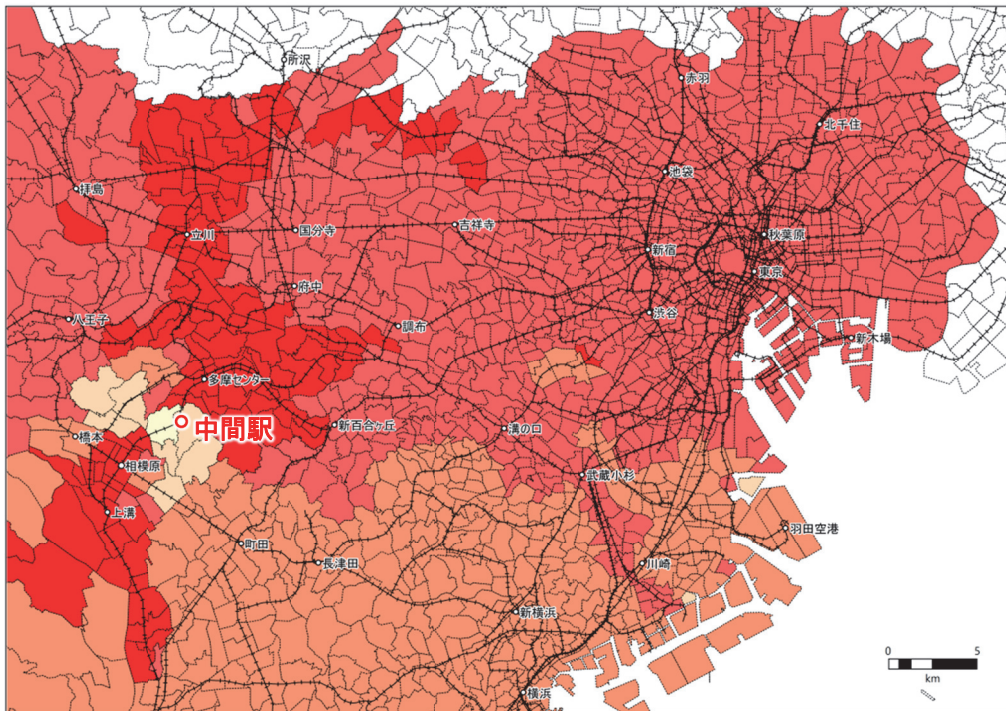 所沢
赤羽
北千住
池袋
拝島
立川
国分寺
吉祥寺
新宿
秋葉原
東京
府中
八王子
調布
渋谷
新木場
多摩センター
中間駅
橋本
新百合ヶ丘
溝の口
相模原
武蔵小杉
上溝
羽田空港
町田
長津田
川崎
新横浜
横浜
0 5
km